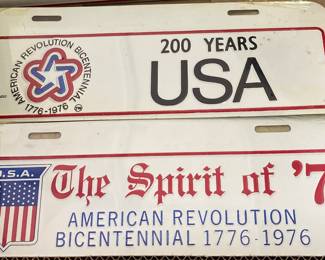 AMERICAN REVOLUTION BICENTENNIAL
1776-1976
200 YEARS
USA
U.S.A.
The Spirit of '7
AMERICAN REVOLUTION
BICENTENNIAL 1776-1976